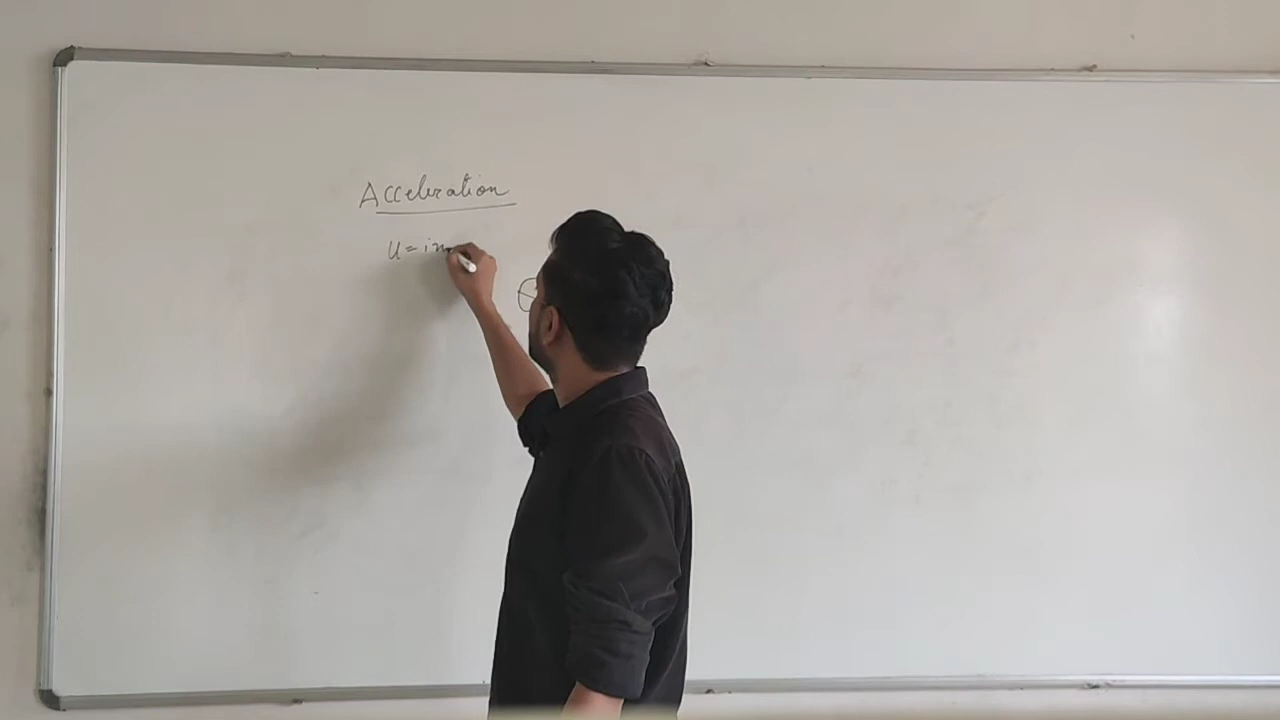 Acceleration
U = in